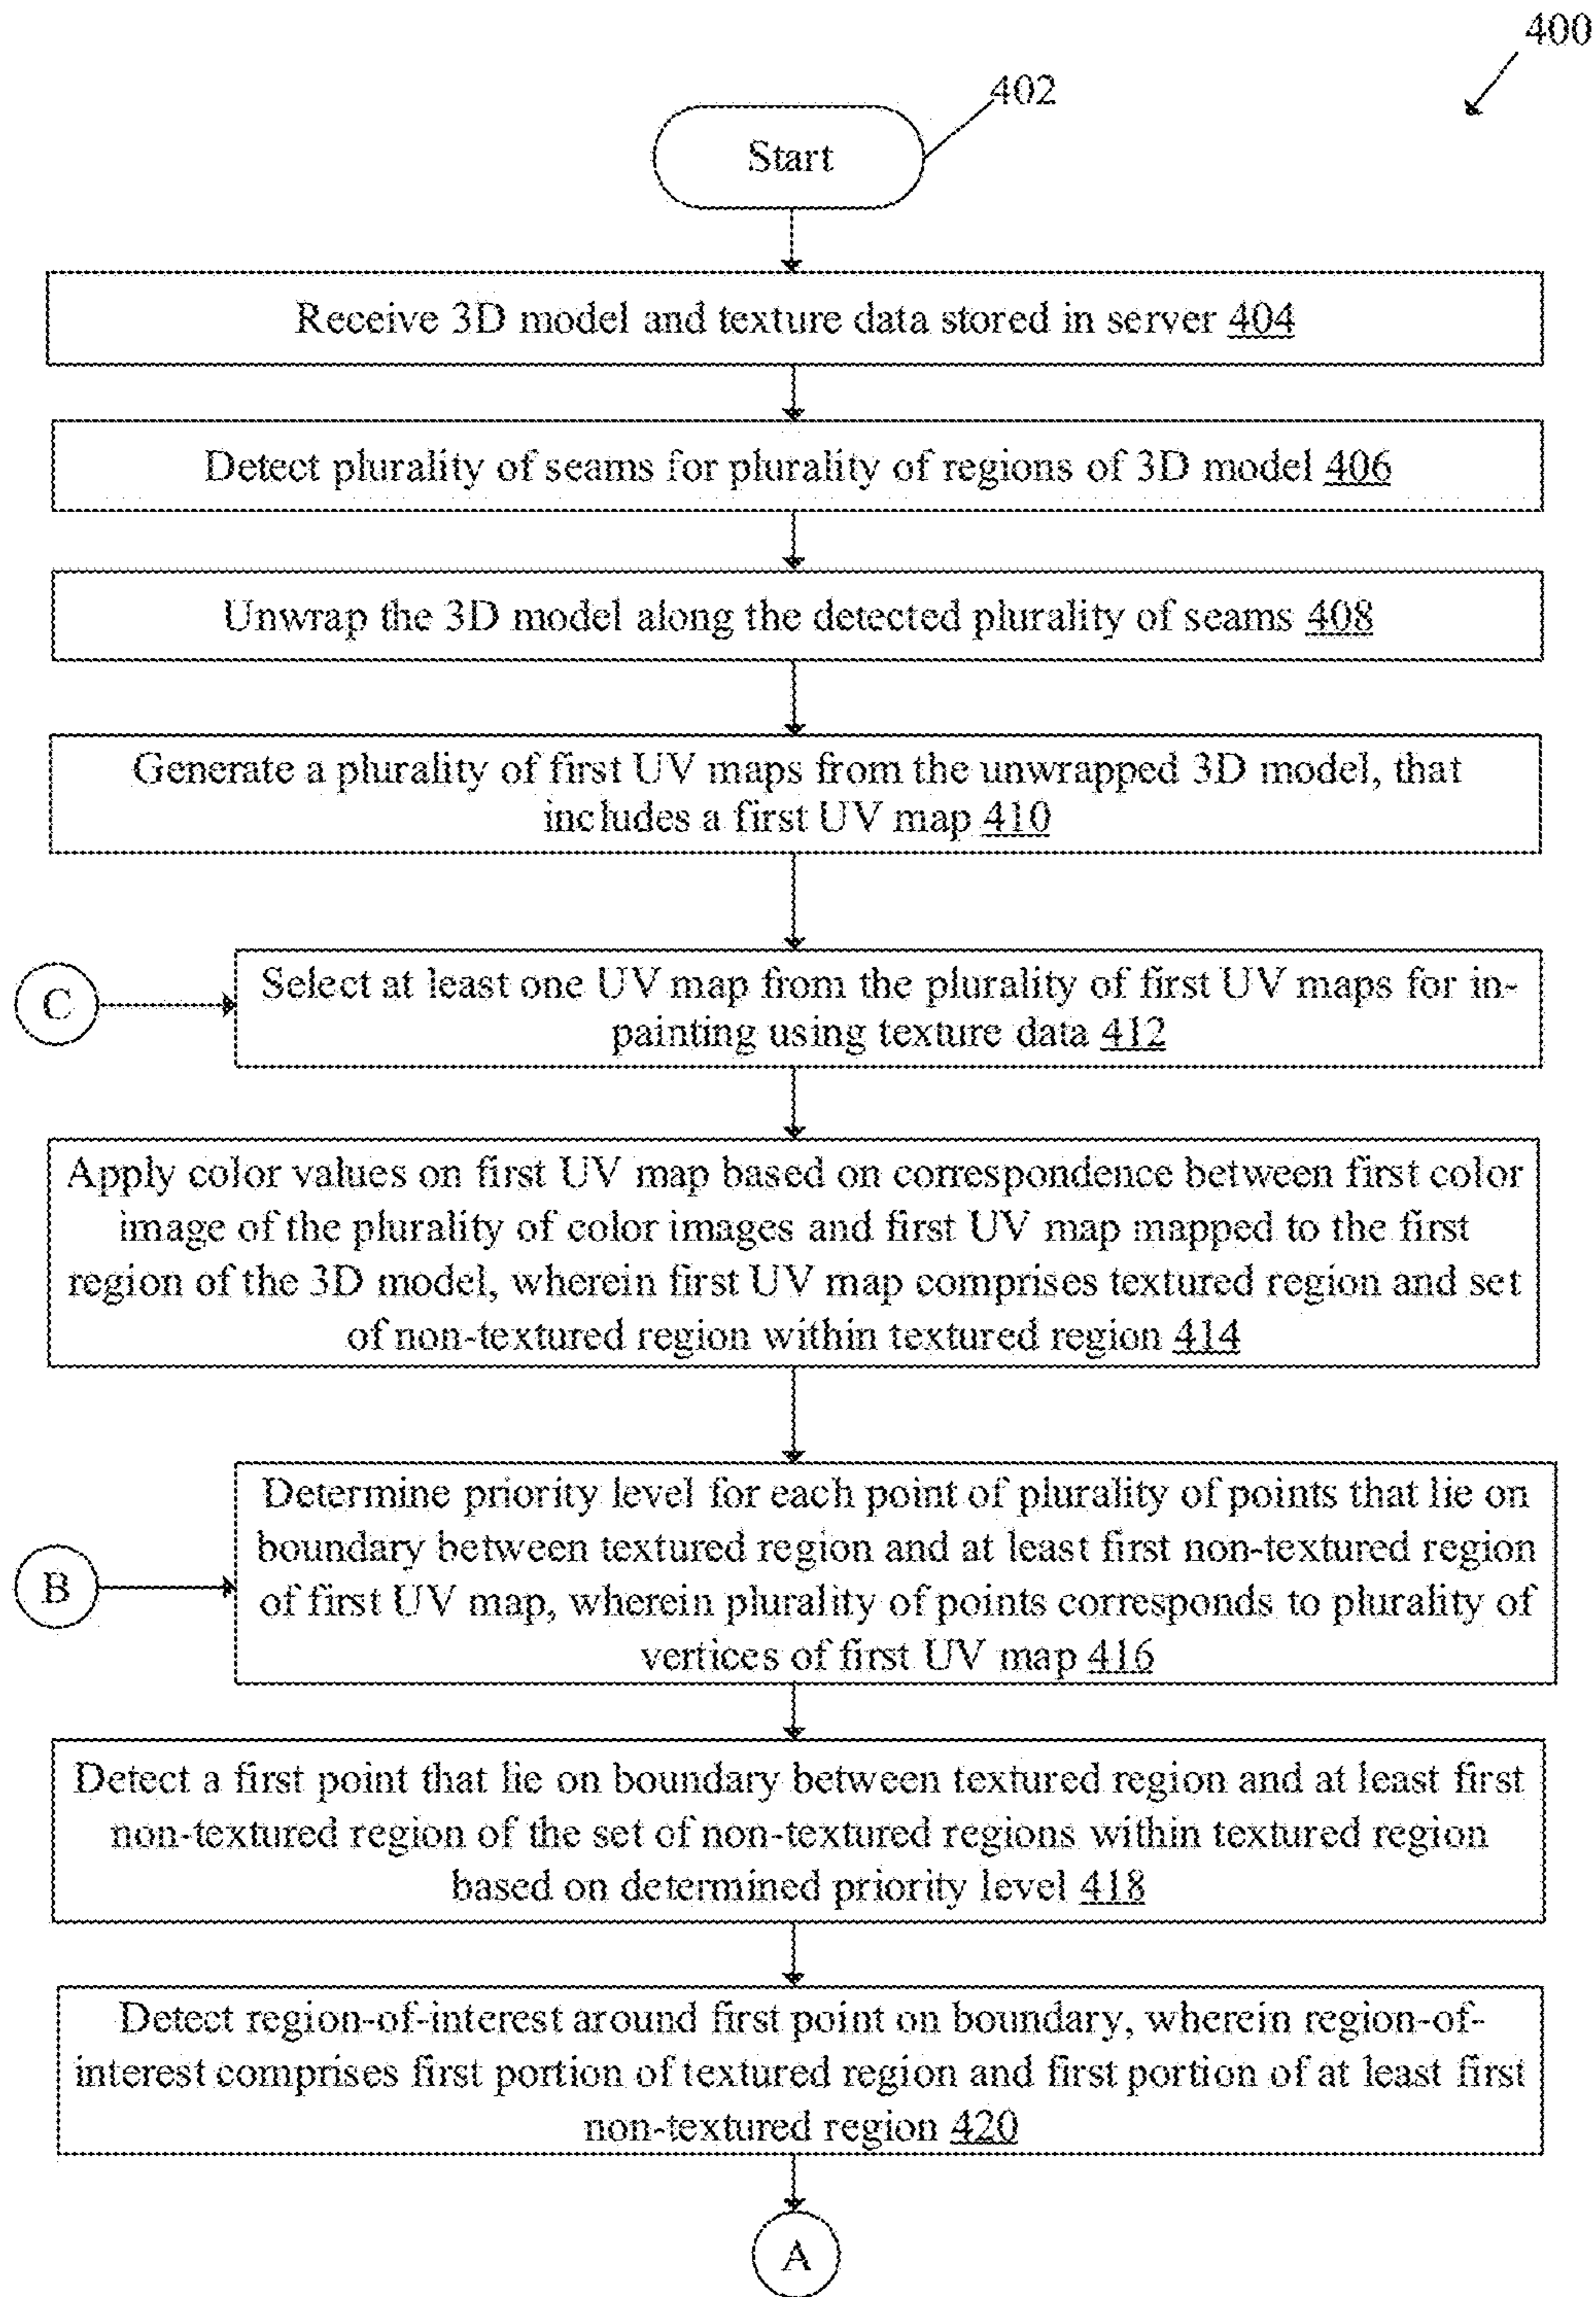 400
402
Start
Receive 3D model and texture data stored in server 404
Detect plurality of seams for plurality of regions of 3D model 406
Unwrap the 3D model along the detected plurality of seams 408
Generate a plurality of first UV maps from the unwrapped 3D model, that
includes a first UV map 410
C
Select at least one UV map from the plurality of first UV maps for in-
painting using texture data 412
Apply color values on first UV map based on correspondence between first color
image of the plurality of color images and first UV map mapped to the first
region of the 3D model, wherein first UV map comprises textured region and set
of non-textured region within textured region 414
B
Determine priority level for each point of plurality of points that lie on
boundary between textured region and at least first non-textured region
of first UV map, wherein plurality of points corresponds to plurality of
vertices of first UV map 416
Detect a first point that lie on boundary between textured region and at least first
non-textured region of the set of non-textured regions within textured region
based on determined priority level 418
Detect region-of-interest around first point on boundary, wherein region-of-
interest comprises first portion of textured region and first portion of at least first
non-textured region 420
A